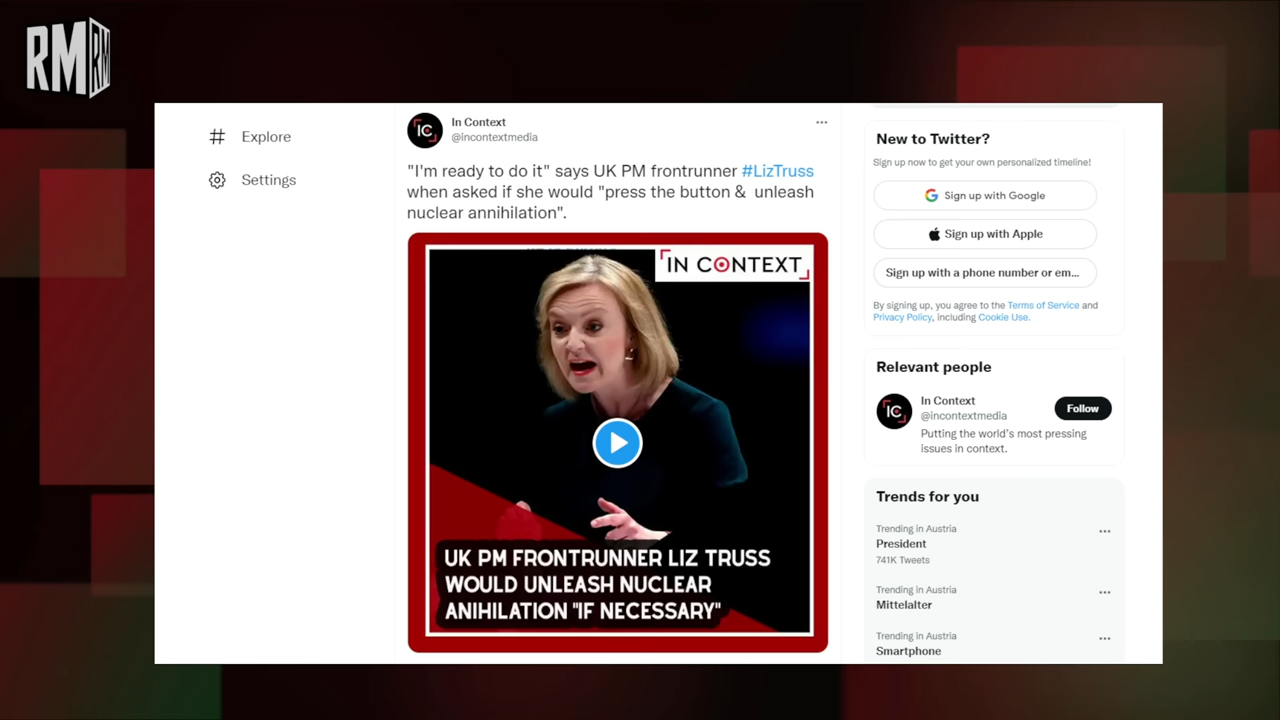 RM RM
# Explore
Settings
In Context
@incontextmedia
"I'm ready to do it" says UK PM frontrunner #LizTruss
when asked if she would "press the button & unleash
nuclear annihilation".
IN CONTEXT
UK PM FRONTRUNNER LIZ TRUSS
WOULD UNLEASH NUCLEAR
ANIHILATION "IF NECESSARY"
New to Twitter?
Sign up now to get your own personalized timeline!
Sign up with Google
Sign up with Apple
Sign up with a phone number or em...
By signing up, you agree to the Terms of Service and
Privacy Policy, including Cookie Use.
Relevant people
IC
In Context
@incontextmedia
Follow
Putting the world's most pressing
issues in context.
Trends for you
Trending in Austria
President
741K Tweets
Trending in Austria
Mittelalter
Trending in Austria
Smartphone